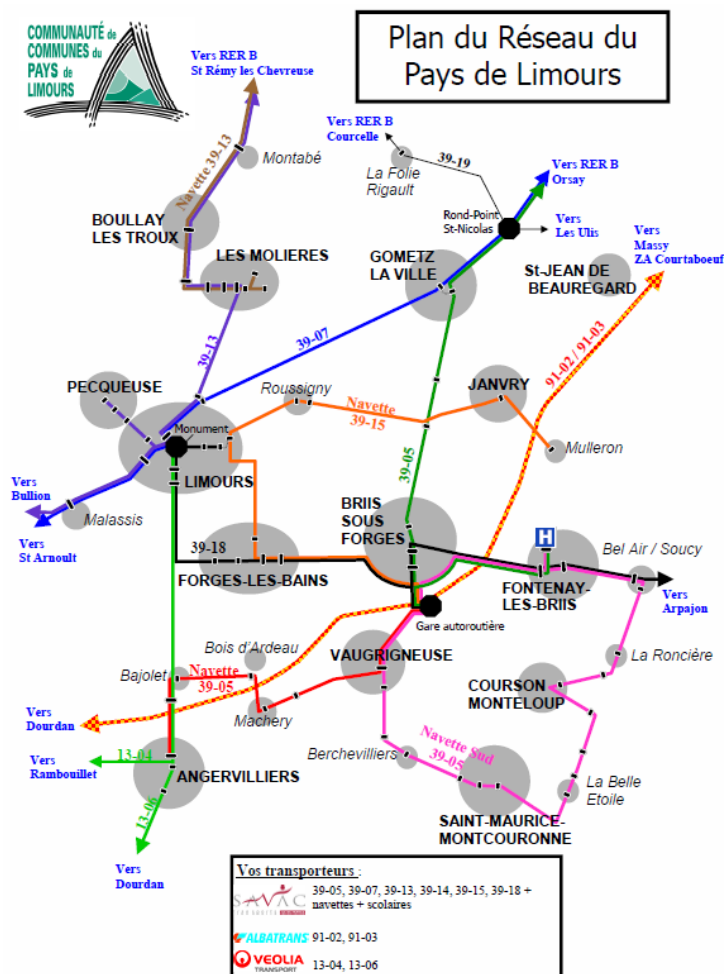 COMMUNAUTÉ de
COMMUNES du
PAYS de
LIMOURS
Plan du Réseau du
Pays de Limours
Vers RER B
St Rémy les Chevreuse
Vers RER B
Courcelle
39-19
Montabé
La Folie
Rigault
Vers RER B
Orsay
Navette 39-13
BOULLAY
LES TROUX
Rond-Point
St-Nicolas
Vers
Les Ulis
Vers
Massy
ZA Courtaboeuf
LES MOLIERES
GOMETZ
LA VILLE
St-JEAN DE
BEAUREGARD
39-07
39-13
91-02 / 91-03
PECQUEUSE
Roussigny
Navette
39-15
JANVRY
Monument
Mulleron
39-05
LIMOURS
Vers
Bullion
Malassis
Vers
St Arnoult
BRIIS
SOUS
FORGES
H
39-18
FORGES-LES-BAINS
Bel Air / Soucy
FONTENAY-
LES-BRIIS
Vers
Arpajon
Gare autoroutière
Bois d'Ardeau
VAUGRIGNEUSE
La Roncière
Bajolet
Navette
39-05
COURSON
MONTELOUP
Machery
Vers
Dourdan
Vers
Rambouillet
13-04
Berchevilliers
Navette Sud
39-05
ANGERVILLIERS
La Belle
Etoile
13-06
SAINT-MAURICE-
MONTCOURONNE
Vers
Dourdan
Vos transporteurs :
SAVAC
39-05, 39-07, 39-13, 39-14, 39-15, 39-18 +
navettes + scolaires
ALBATRANS
91-02, 91-03
VEOLIA
TRANSPORT
13-04, 13-06